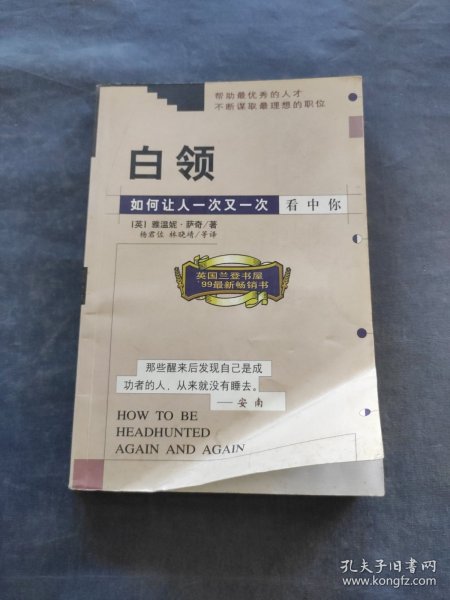 帮助最优秀的人才
不断谋取最理想的职位
白领
如何让人一次又一次 看中你
〔英〕雅温妮·萨奇/著
杨君佐 林晓靖/等译
英国兰登书屋
'99最新畅销书
那些醒来后发现自己是成
功者的人，从来就没有睡去。
——安南
HOW TO BE
HEADHUNTED
AGAIN AND AGAIN
孔夫子旧书网
www.kongfz.com